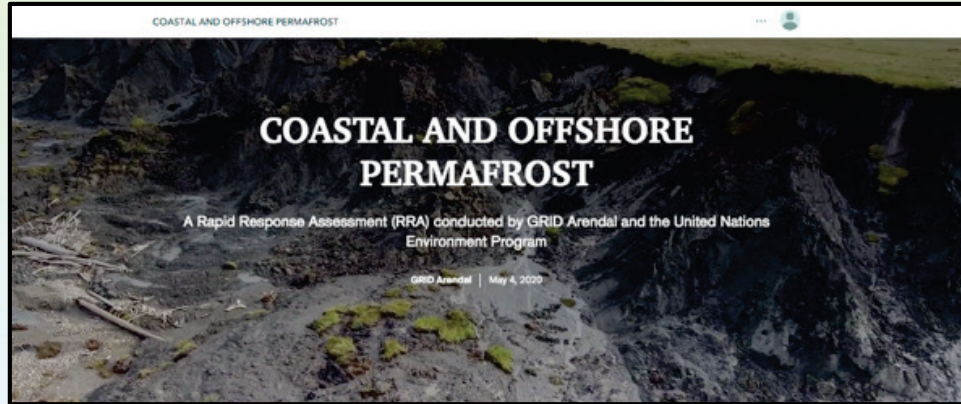 COASTAL AND OFFSHORE PERMAFROST
COASTAL AND OFFSHORE
PERMAFROST
A Rapid Response Assessment (RRA) conducted by GRID Arendal and the United Nations
Environment Program
GRID Arendal | May 4, 2020